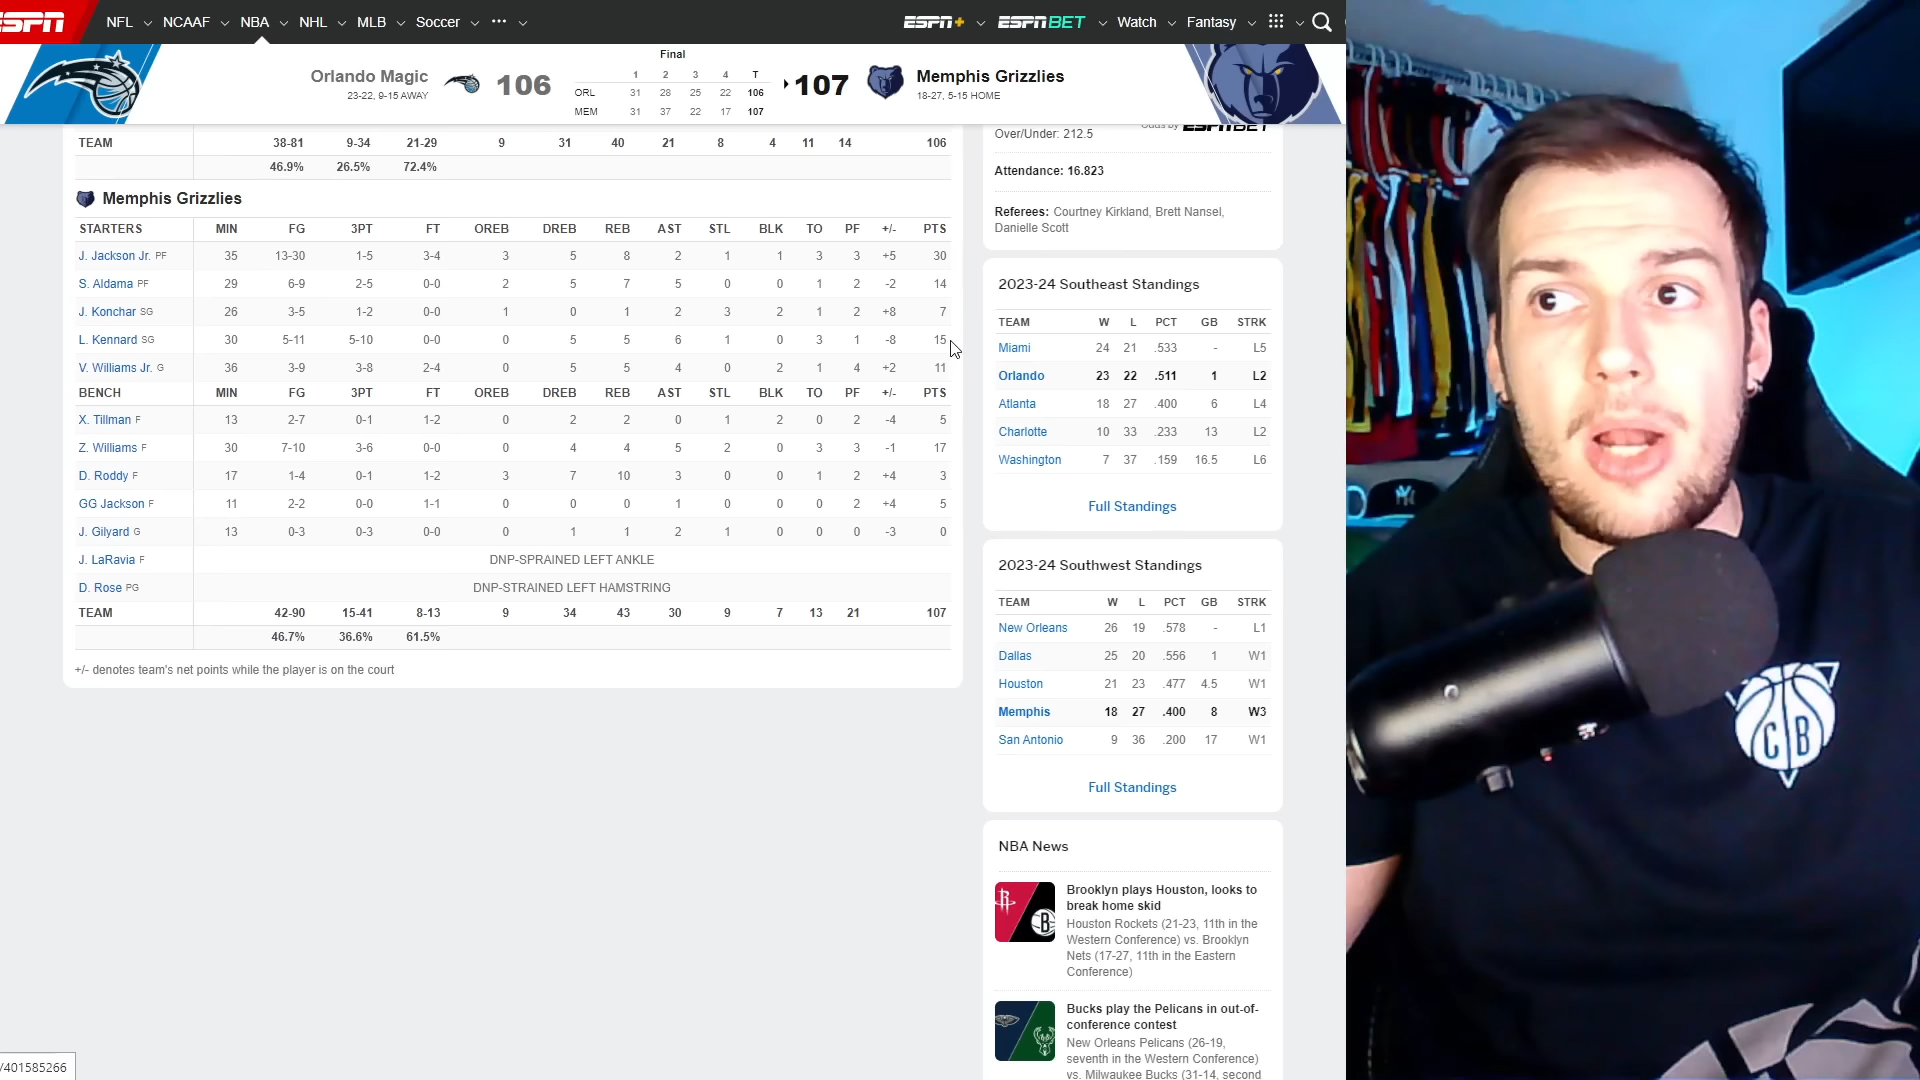 ESPN NFL NCAAF NBA NHL MLB Soccer ••• ESPN+ ESPN BET Watch Fantasy
Final
Orlando Magic 106
23-22, 9-15 AWAY
1 2 3 4 T
ORL 31 28 25 22 106
MEM 31 37 22 17 107
107 Memphis Grizzlies
18-27, 5-15 HOME
TEAM 38-81 9-34 21-29 9 31 40 21 8 4 11 14 106
46.9% 26.5% 72.4%
Memphis Grizzlies
STARTERS MIN FG 3PT FT OREB DREB REB AST STL BLK TO PF +/- PTS
J. Jackson Jr. PF 35 13-30 1-5 3-4 3 5 8 2 1 1 3 3 +5 30
S. Aldama PF 29 6-9 2-5 0-0 2 5 7 5 0 0 1 2 -2 14
J. Konchar SG 26 3-5 1-2 0-0 1 0 1 2 3 2 1 2 +8 7
L. Kennard SG 30 5-11 5-10 0-0 0 5 5 6 1 0 3 1 -8 15
V. Williams Jr. G 36 3-9 3-8 2-4 0 5 5 4 0 2 1 4 +2 11
BENCH MIN FG 3PT FT OREB DREB REB AST STL BLK TO PF +/- PTS
X. Tillman F 13 2-7 0-1 1-2 0 2 2 0 1 2 0 2 -4 5
Z. Williams F 30 7-10 3-6 0-0 0 4 4 5 2 0 3 3 -1 17
D. Roddy F 17 1-4 0-1 1-2 3 7 10 3 0 0 1 2 +4 3
GG Jackson F 11 2-2 0-0 1-1 0 0 0 1 0 0 0 2 +4 5
J. Gilyard G 13 0-3 0-3 0-0 0 1 1 2 1 0 0 0 -3 0
J. LaRavia F DNP-SPRAINED LEFT ANKLE
D. Rose PG DNP-STRAINED LEFT HAMSTRING
TEAM 42-90 15-41 8-13 9 34 43 30 9 7 13 21 107
46.7% 36.6% 61.5%
+/- denotes team's net points while the player is on the court
/401585266
Over/Under: 212.5 Odds by ESPN BET
Attendance: 16.823
Referees: Courtney Kirkland, Brett Nansel,
Danielle Scott
2023-24 Southeast Standings
TEAM W L PCT GB STRK
Miami 24 21 .533 - L5
Orlando 23 22 .511 1 L2
Atlanta 18 27 .400 6 L4
Charlotte 10 33 .233 13 L2
Washington 7 37 .159 16.5 L6
Full Standings
2023-24 Southwest Standings
TEAM W L PCT GB STRK
New Orleans 26 19 .578 - L1
Dallas 25 20 .556 1 W1
Houston 21 23 .477 4.5 W1
Memphis 18 27 .400 8 W3
San Antonio 9 36 .200 17 W1
Full Standings
NBA News
Brooklyn plays Houston, looks to
break home skid
Houston Rockets (21-23, 11th in the
Western Conference) vs. Brooklyn
Nets (17-27, 11th in the Eastern
Conference)
Bucks play the Pelicans in out-of-
conference contest
New Orleans Pelicans (26-19,
seventh in the Western Conference)
vs. Milwaukee Bucks (31-14, second
CB